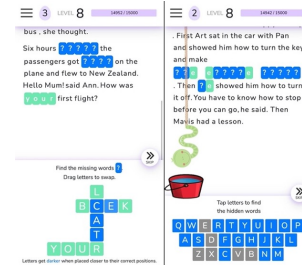 3 LEVEL 8 14952 / 15000
bus , she thought.
Six hours ? ? ? ? ? the
passengers got ? ? ? ? on the
plane and flew to New Zealand.
Hello Mum! said Ann. How was
y o u r first flight?
SKIP
Find the missing words ?.
Drag letters to swap.
L
B C E K
A
T
Y O U R
Letters get darker when placed closer to their correct positions.
2 LEVEL 8 14542 / 15000
. First Art sat in the car with Pan
and showed him how to turn the key
and make
? ? e e ? ? ? ? e ? ? ? ? ?
. Then ? s showed him how to turn
it off. You have to know how to stop
before you can go, he said. Then
Mavis had a lesson.
Tap letters to find
the hidden words
Q W E R T Y U I O P
A S D F G H J K L
Z X C V B N M